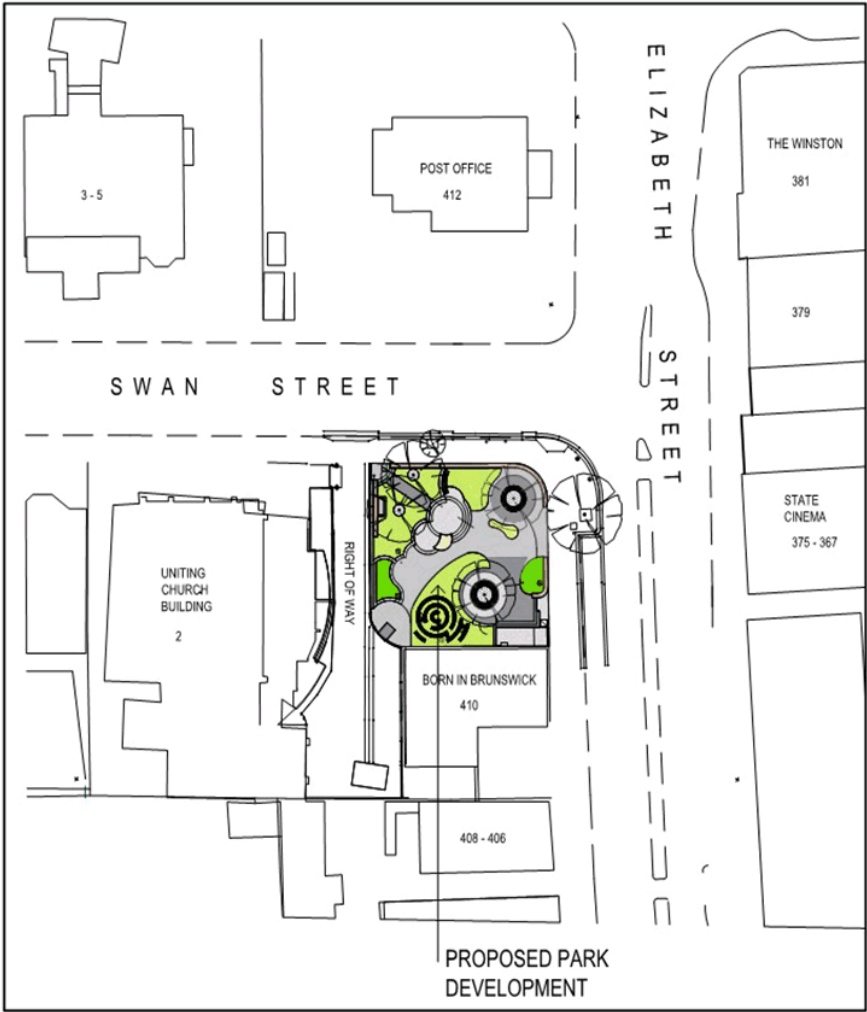 ELIZABETH STREET
THE WINSTON
381
POST OFFICE
412
3 - 5
379
SWAN STREET
STATE
CINEMA
375 - 367
RIGHT OF WAY
UNITING
CHURCH
BUILDING
2
BORN IN BRUNSWICK
410
408 - 406
PROPOSED PARK
DEVELOPMENT